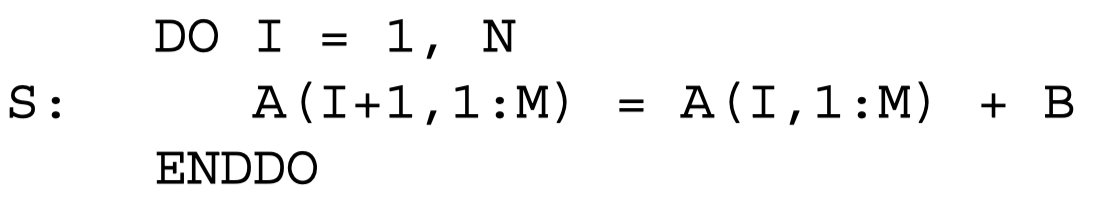 DO I = 1, N
S: A(I+1,1:M) = A(I,1:M) + B
ENDDO